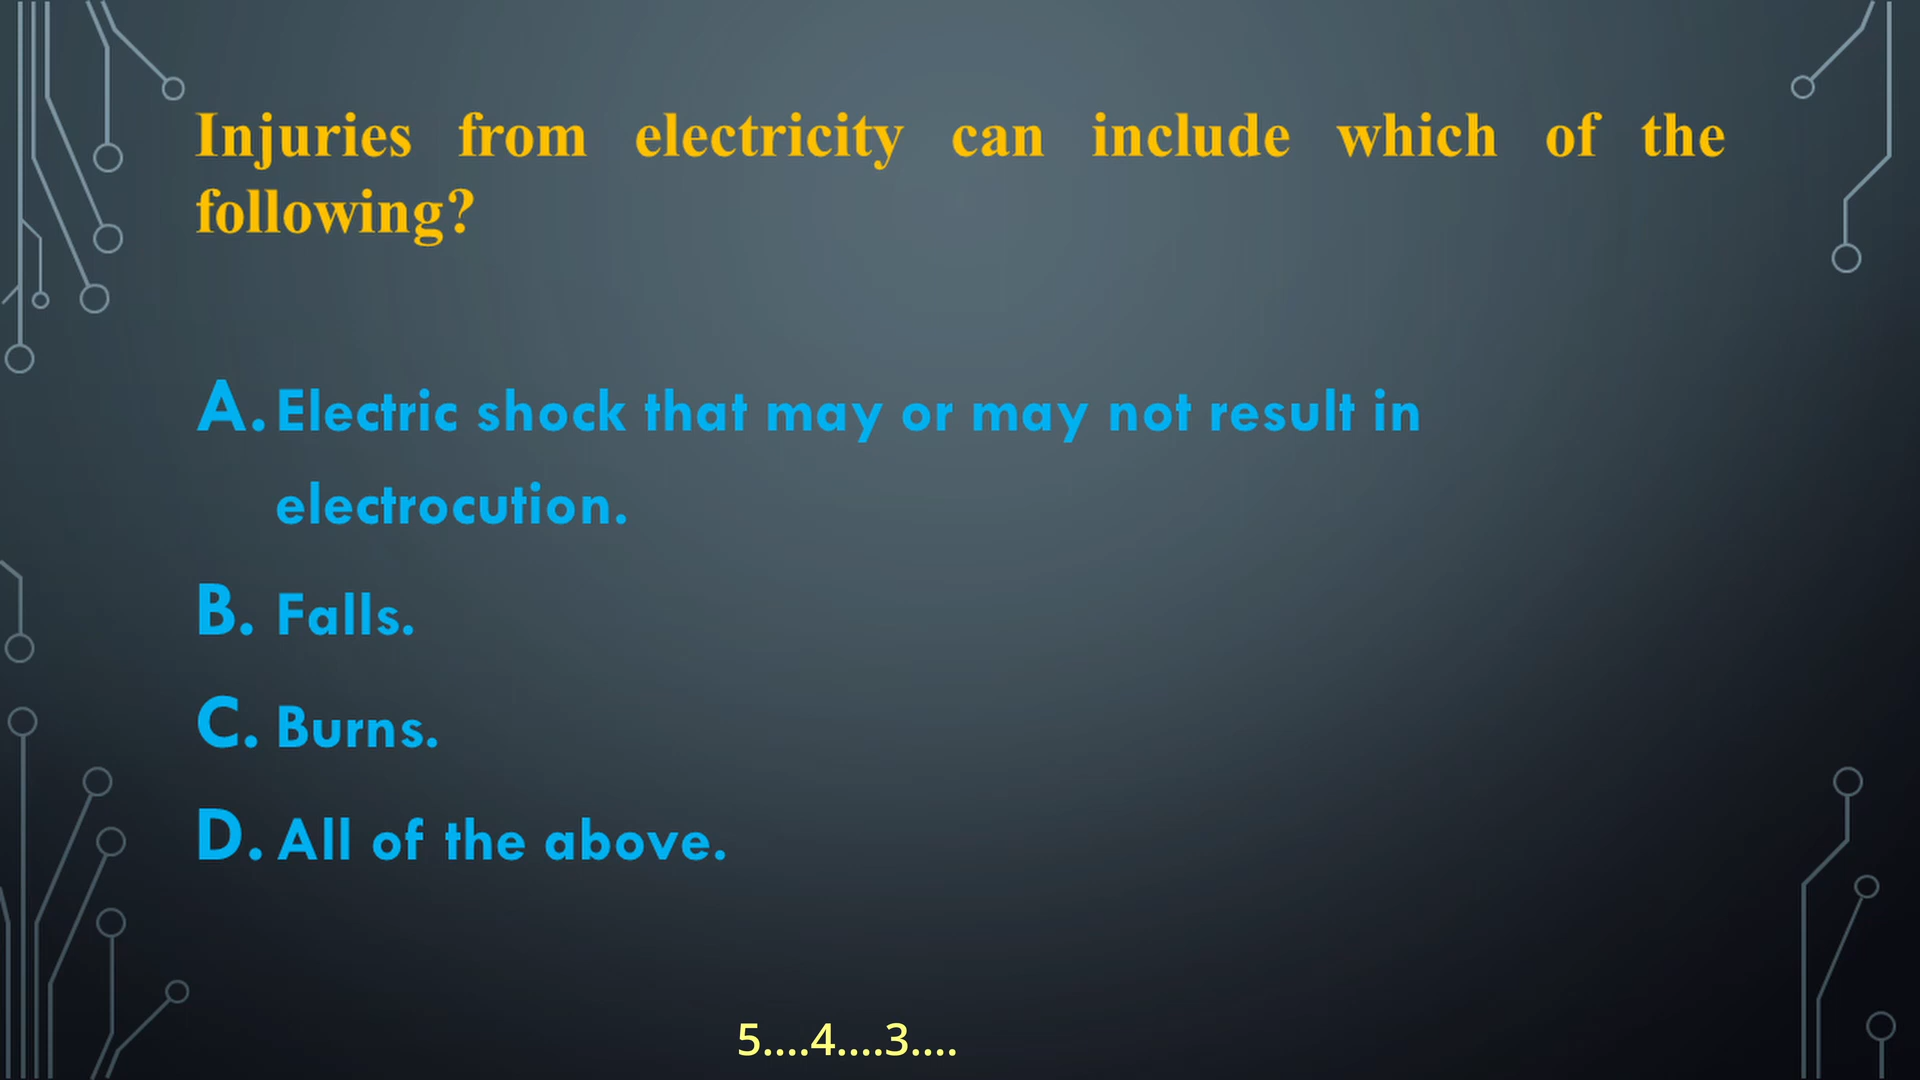 Injuries from electricity can include which of the
following?
A. Electric shock that may or may not result in
electrocution.
B. Falls.
C. Burns.
D. All of the above.
5....4....3....